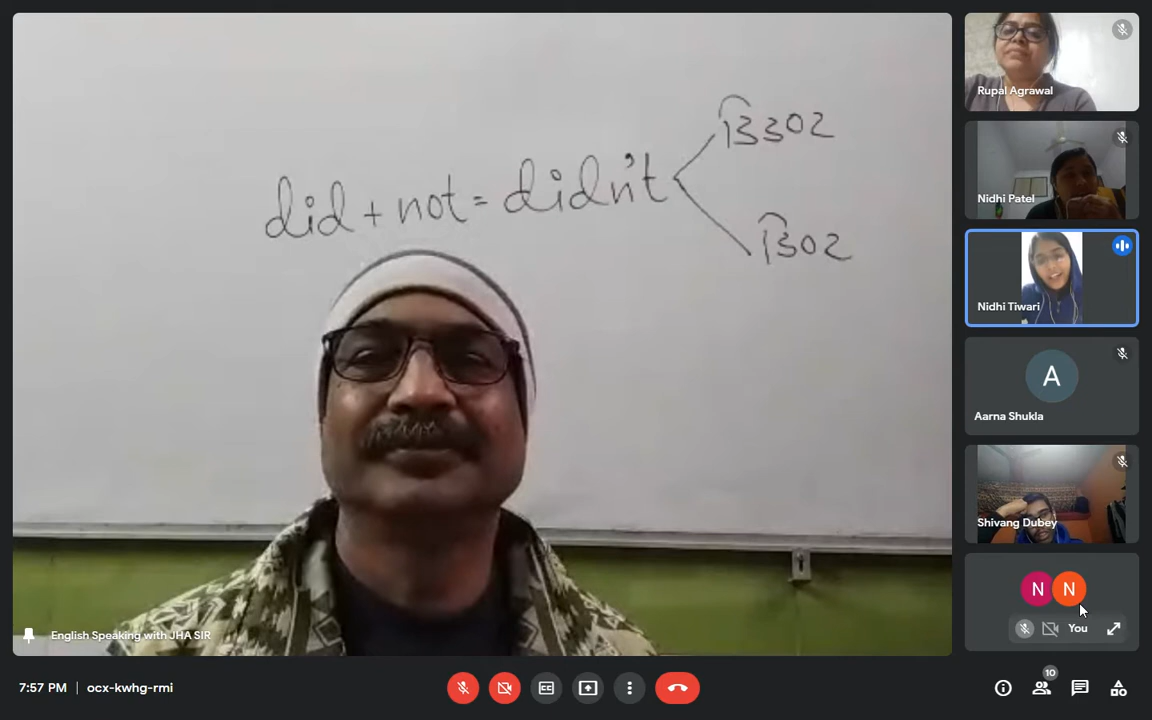 did + not = didn't
Rupal Agrawal
Nidhi Patel
Nidhi Tiwari
A
Aarna Shukla
Shivang Dubey
N N
You
English Speaking with JHA SIR
7:57 PM | ocx-kwhg-rmi
10